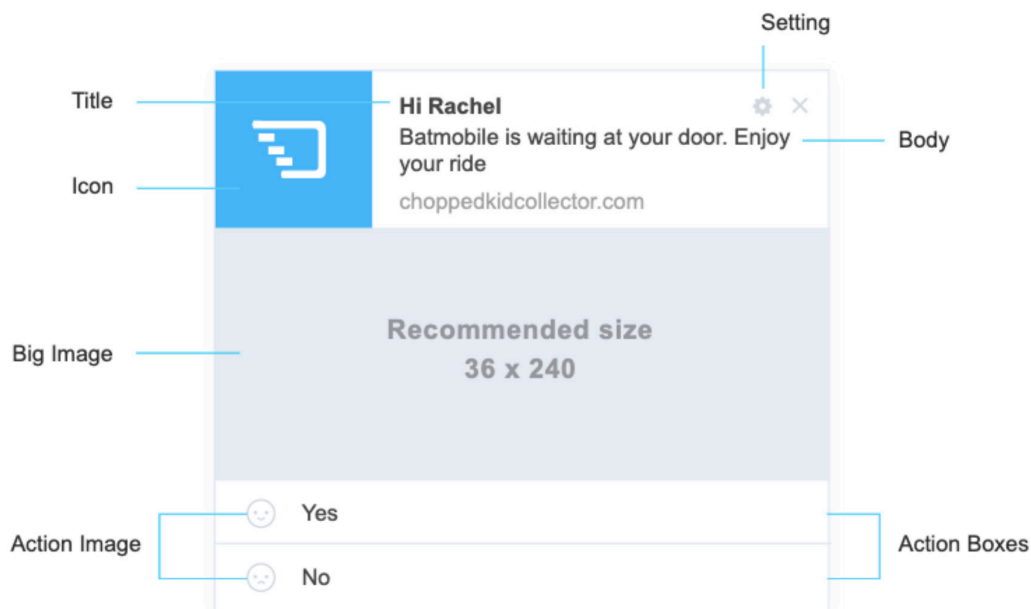 Setting
Title
Hi Rachel
Batmobile is waiting at your door. Enjoy
your ride
Body
Icon
choppedkidcollector.com
Recommended size
36 x 240
Big Image
Yes
Action Image
Action Boxes
No